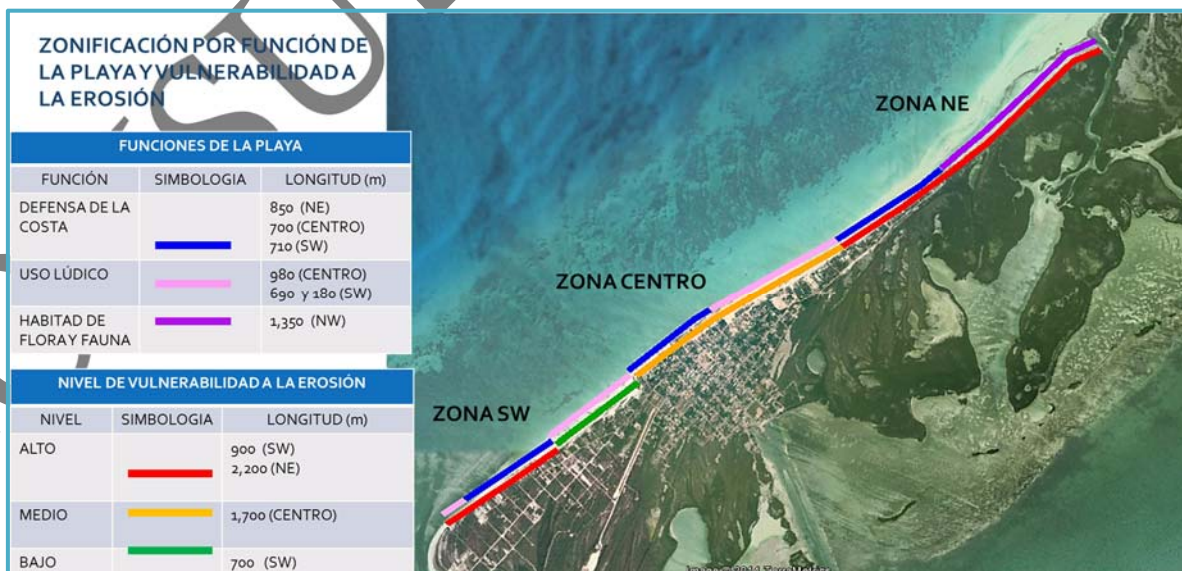 ZONIFICACIÓN POR FUNCIÓN DE
LA PLAYA Y VULNERABILIDAD A
LA EROSIÓN
FUNCIONES DE LA PLAYA
FUNCIÓN SIMBOLOGIA LONGITUD (m)
DEFENSA DE LA
COSTA
850 (NE)
700 (CENTRO)
710 (SW)
USO LÚDICO
980 (CENTRO)
690 y 180 (SW)
HABITAD DE
FLORA Y FAUNA
1,350 (NW)
NIVEL DE VULNERABILIDAD A LA EROSIÓN
NIVEL SIMBOLOGIA LONGITUD (m)
ALTO
900 (SW)
2,200 (NE)
MEDIO 1,700 (CENTRO)
BAJO 700 (SW)
ZONA NE
ZONA CENTRO
ZONA SW